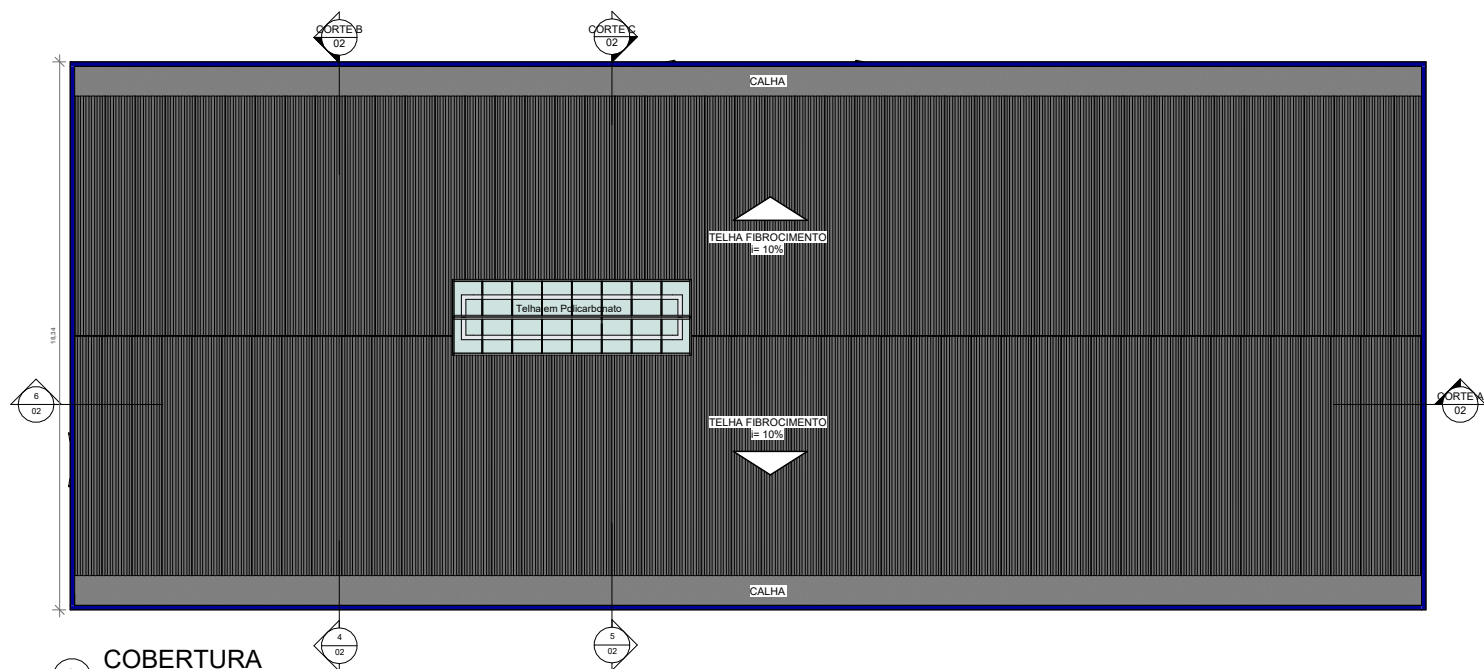 CORTE B
02
CORTE C
02
CALHA
TELHA FIBROCIMENTO
i= 10%
Telha em Policarbonato
18,34
6
02
CORTE A
02
TELHA FIBROCIMENTO
i= 10%
CALHA
4
02
5
02
COBERTURA